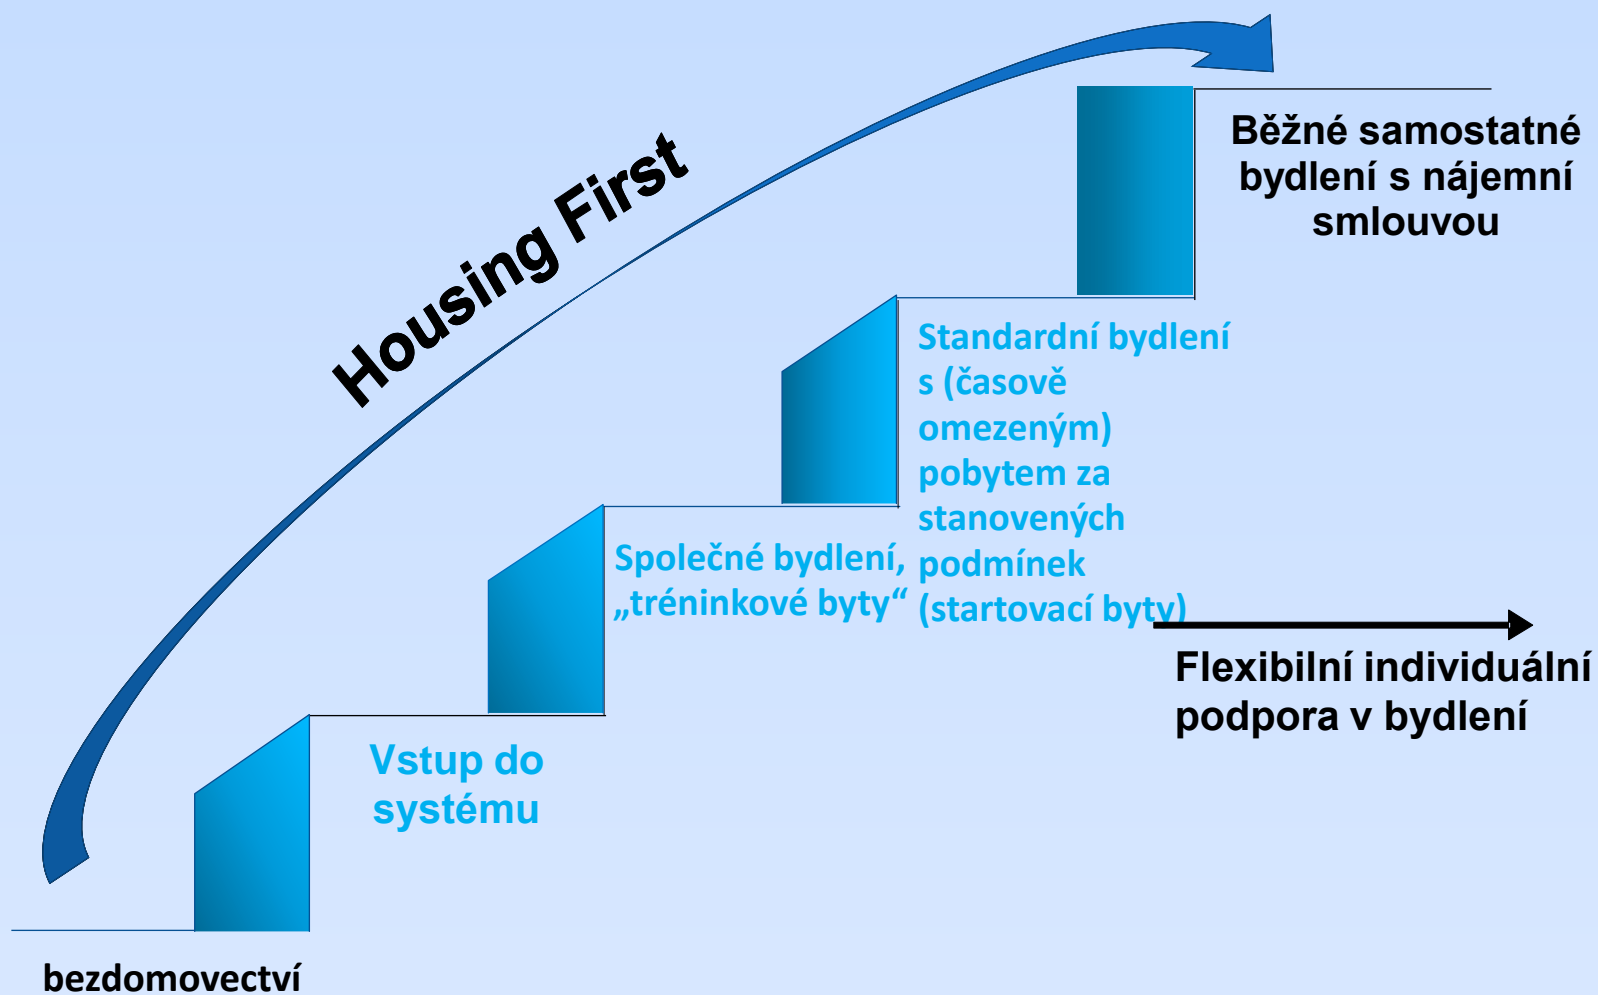 Housing First
Běžné samostatné
bydlení s nájemní
smlouvou
Standardní bydlení
s (časově
omezeným)
pobytem za
stanovených
podmínek
(startovací byty)
Společné bydlení,
„tréninkové byty“
Flexibilní individuální
podpora v bydlení
Vstup do
systému
bezdomovectví